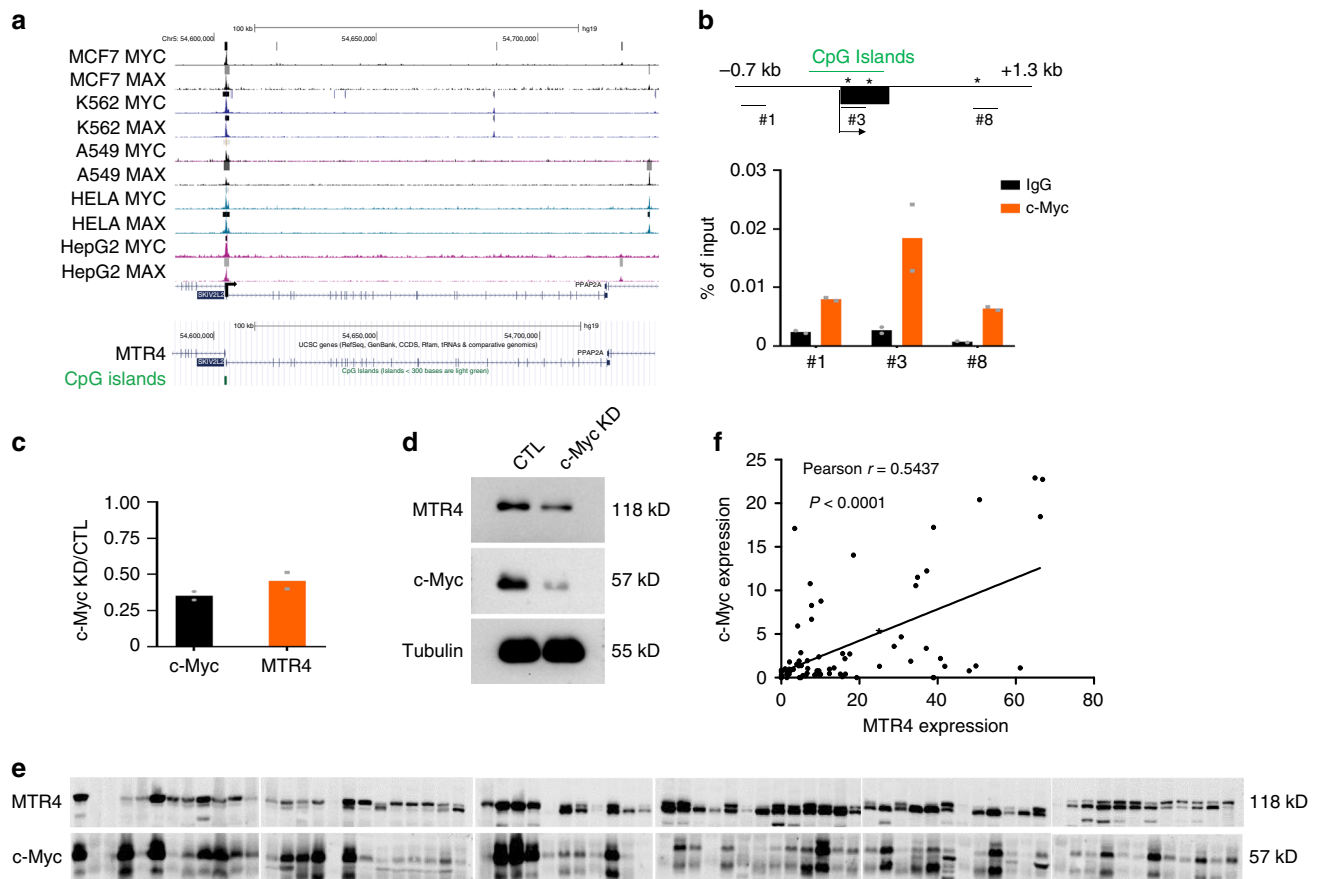 a
100 kb
hg19
Chr5: 54,600,000
54,650,000
54,700,000
MCF7 MYC
MCF7 MAX
K562 MYC
K562 MAX
A549 MYC
A549 MAX
HELA MYC
HELA MAX
HepG2 MYC
HepG2 MAX
PPAP2A
SKIV2L2
100 kb
hg19
54,600,000
54,650,000
54,700,000
UCSC genes (RefSeq, GenBank, CCDS, Rfam, tRNAs & comparative genomics)
MTR4
PPAP2A
SKIV2L2
CpG Islands (Islands < 300 bases are light green)
CpG islands
b
CpG Islands
−0.7 kb
+1.3 kb
* * *
#1
#3
#8
0.03
0.02
0.01
0
% of input
IgG
c-Myc
#1
#3
#8
c
1.00
0.75
0.50
0.25
0
c-Myc KD/CTL
c-Myc
MTR4
d
CTL
c-Myc KD
MTR4
118 kD
c-Myc
57 kD
Tubulin
55 kD
f
25
20
15
10
5
0
c-Myc expression
Pearson r = 0.5437
P < 0.0001
0
20
40
60
80
MTR4 expression
e
MTR4
118 kD
c-Myc
57 kD